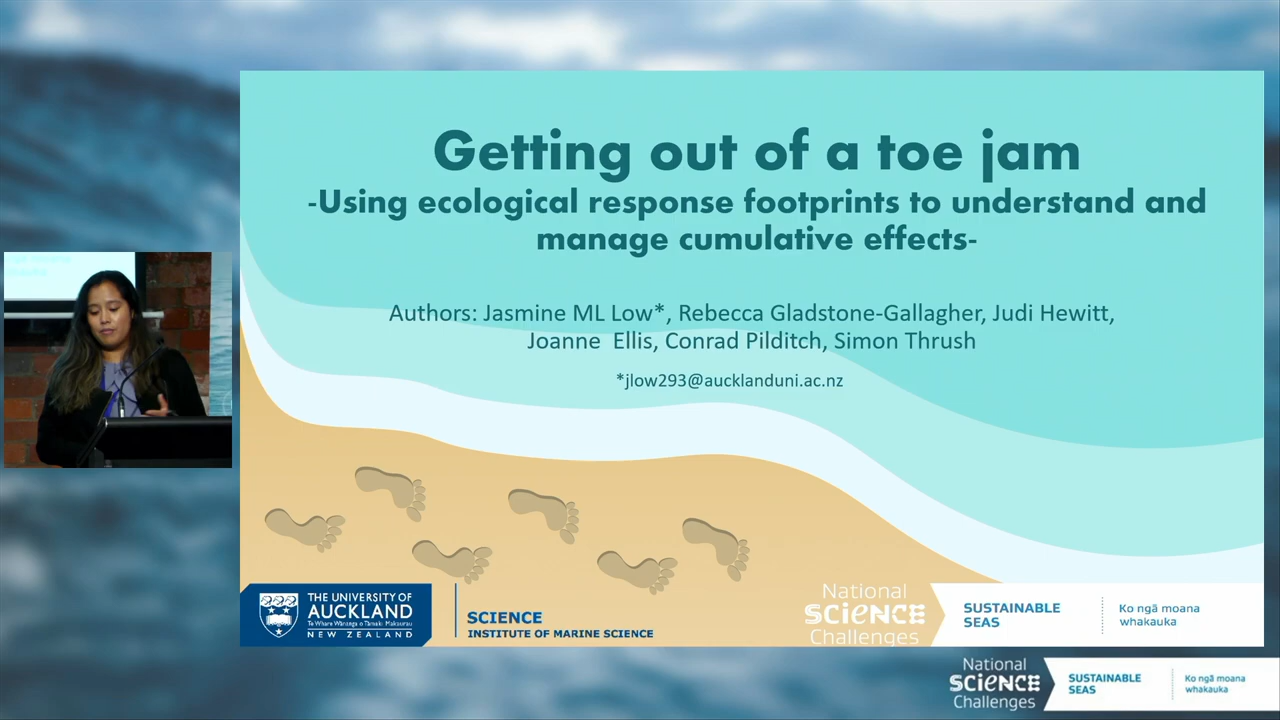 Getting out of a toe jam
-Using ecological response footprints to understand and
manage cumulative effects-
Authors: Jasmine ML Low*, Rebecca Gladstone-Gallagher, Judi Hewitt,
Joanne Ellis, Conrad Pilditch, Simon Thrush
*jlow293@aucklanduni.ac.nz
THE UNIVERSITY OF
AUCKLAND
Te Whare Wānanga o Tāmaki Makaurau
NEW ZEALAND
SCIENCE
INSTITUTE OF MARINE SCIENCE
National
SCIENCE
Challenges
SUSTAINABLE
SEAS
Ko ngā moana
whakauka
National
SCIENCE
Challenges
SUSTAINABLE
SEAS
Ko ngā moana
whakauka